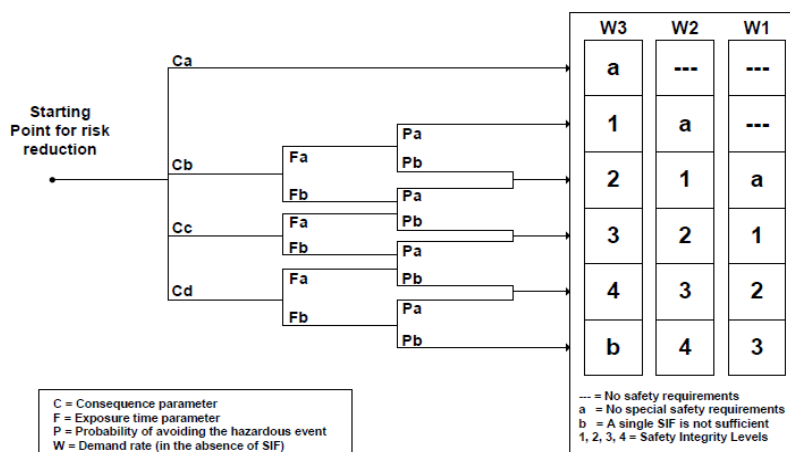 W3 W2 W1
Ca
a --- ---
Starting
Point for risk
reduction
Pa
1 a ---
Fa
Pb
Cb
2 1 a
Fb
Pa
Fa
Pb
Cc
3 2 1
Fb
Pa
Fa
Pb
Cd
4 3 2
Pa
Fb
Pb
b 4 3
C = Consequence parameter
F = Exposure time parameter
P = Probability of avoiding the hazardous event
W = Demand rate (in the absence of SIF)
--- = No safety requirements
a = No special safety requirements
b = A single SIF is not sufficient
1, 2, 3, 4 = Safety Integrity Levels